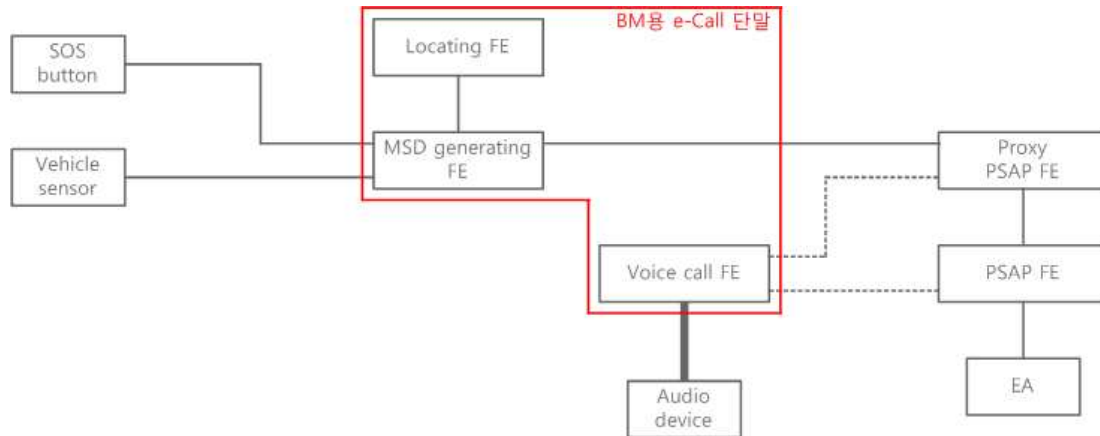 BM용 e-Call 단말
SOS
button
Locating FE
MSD generating
FE
Vehicle
sensor
Proxy
PSAP FE
Voice call FE
PSAP FE
Audio
device
EA